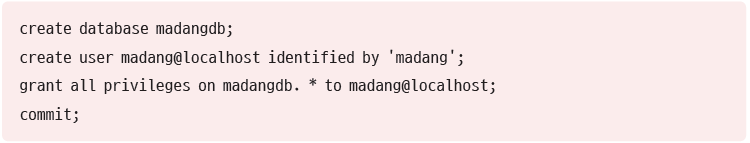 create database madangdb;
create user madang@localhost identified by 'madang';
grant all privileges on madangdb. * to madang@localhost;
commit;